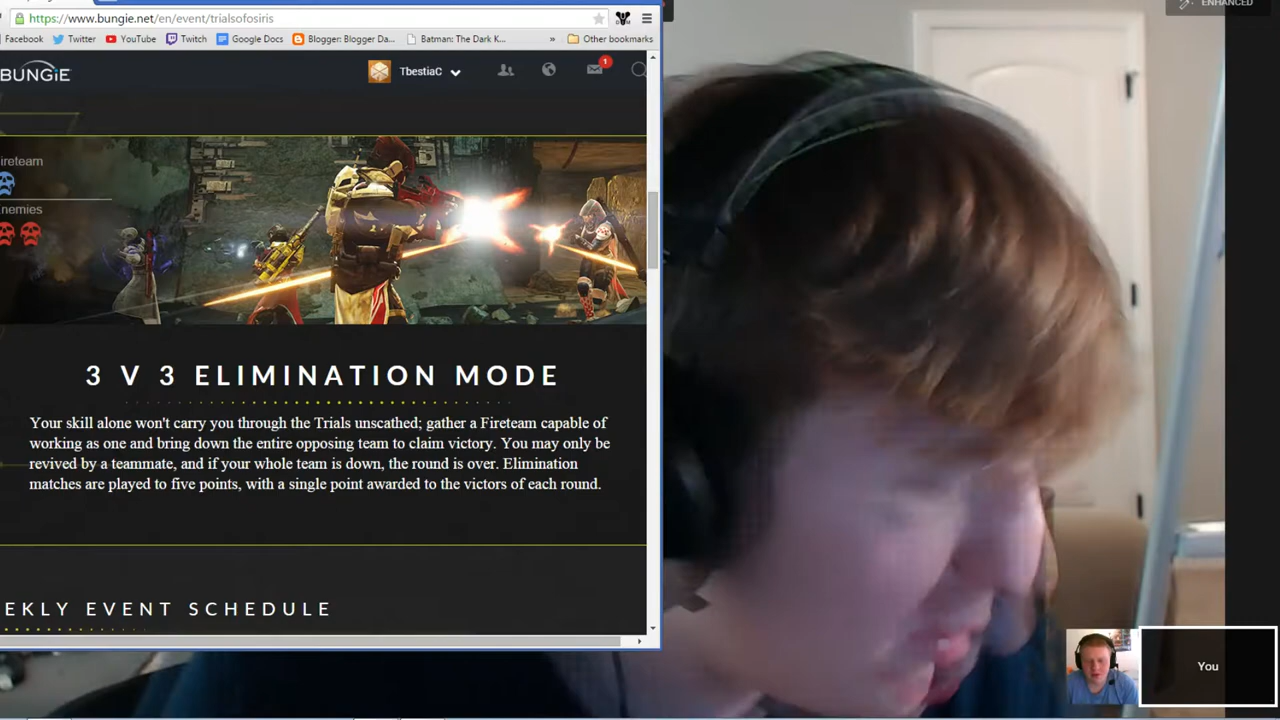 ENHANCED
https://www.bungie.net/en/event/trialsofosiris
Facebook Twitter YouTube Twitch Google Docs Blogger: Blogger Da... Batman: The Dark K... » Other bookmarks
BUNGIE TbestiaC 1
ireteam
nemies
3 V 3 ELIMINATION MODE
Your skill alone won't carry you through the Trials unscathed; gather a Fireteam capable of
working as one and bring down the entire opposing team to claim victory. You may only be
revived by a teammate, and if your whole team is down, the round is over. Elimination
matches are played to five points, with a single point awarded to the victors of each round.
EKLY EVENT SCHEDULE
You